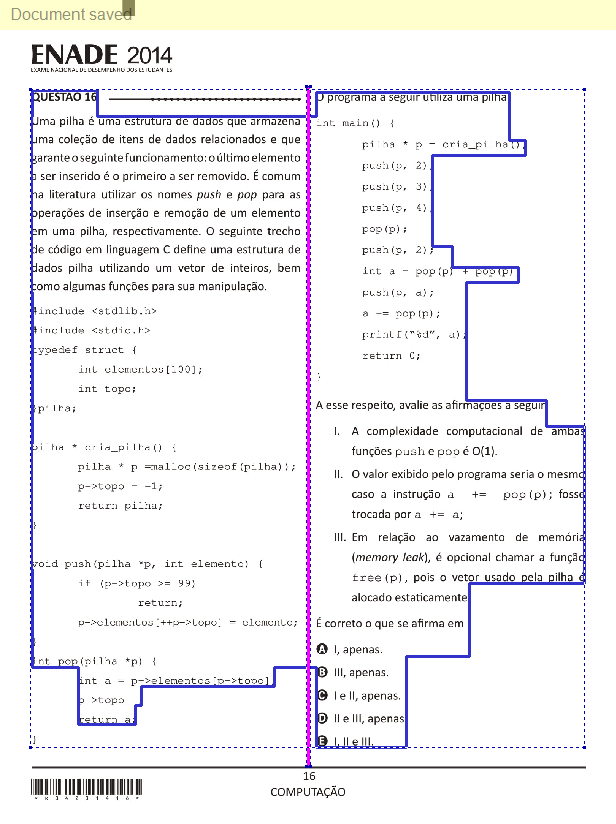 Document saved
ENADE 2014
EXAME NACIONAL DE DESEMPENHO DOS ESTUDANTES
QUESTÃO 16
Uma pilha é uma estrutura de dados que armazena
uma coleção de itens de dados relacionados e que
garante o seguinte funcionamento: o último elemento
a ser inserido é o primeiro a ser removido. É comum
na literatura utilizar os nomes push e pop para as
operações de inserção e remoção de um elemento
em uma pilha, respectivamente. O seguinte trecho
de código em linguagem C define uma estrutura de
dados pilha utilizando um vetor de inteiros, bem
como algumas funções para sua manipulação.
#include <stdlib.h>
#include <stdio.h>
typedef struct {
int elementos[100];
int topo;
}pilha;
pilha * cria_pilha() {
pilha * p =malloc(sizeof(pilha));
p->topo = -1;
return pilha;
}
void push(pilha *p, int elemento) {
if (p->topo >= 99)
return;
p->elementos[++p->topo] = elemento;
}
int pop(pilha *p) {
int a = p->elementos[p->topo];
p->topo--;
return a;
}
O programa a seguir utiliza uma pilha.
int main() {
pilha * p = cria_pilha();
push(p, 2);
push(p, 3);
push(p, 4);
pop(p);
push(p, 2);
int a = pop(p) + pop(p);
push(p, a);
a += pop(p);
printf("%d", a);
return 0;
}
A esse respeito, avalie as afirmações a seguir.
I. A complexidade computacional de ambas
funções push e pop é O(1).
II. O valor exibido pelo programa seria o mesmo
caso a instrução a += pop(p); fosse
trocada por a += a;
III. Em relação ao vazamento de memória
(memory leak), é opcional chamar a função
free(p), pois o vetor usado pela pilha é
alocado estaticamente.
É correto o que se afirma em
A I, apenas.
B III, apenas.
C I e II, apenas.
D II e III, apenas.
E I, II e III.
16
COMPUTAÇÃO